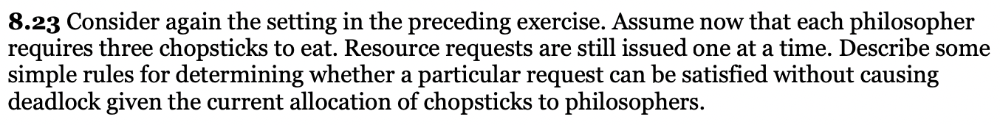 8.23 Consider again the setting in the preceding exercise. Assume now that each philosopher
requires three chopsticks to eat. Resource requests are still issued one at a time. Describe some
simple rules for determining whether a particular request can be satisfied without causing
deadlock given the current allocation of chopsticks to philosophers.